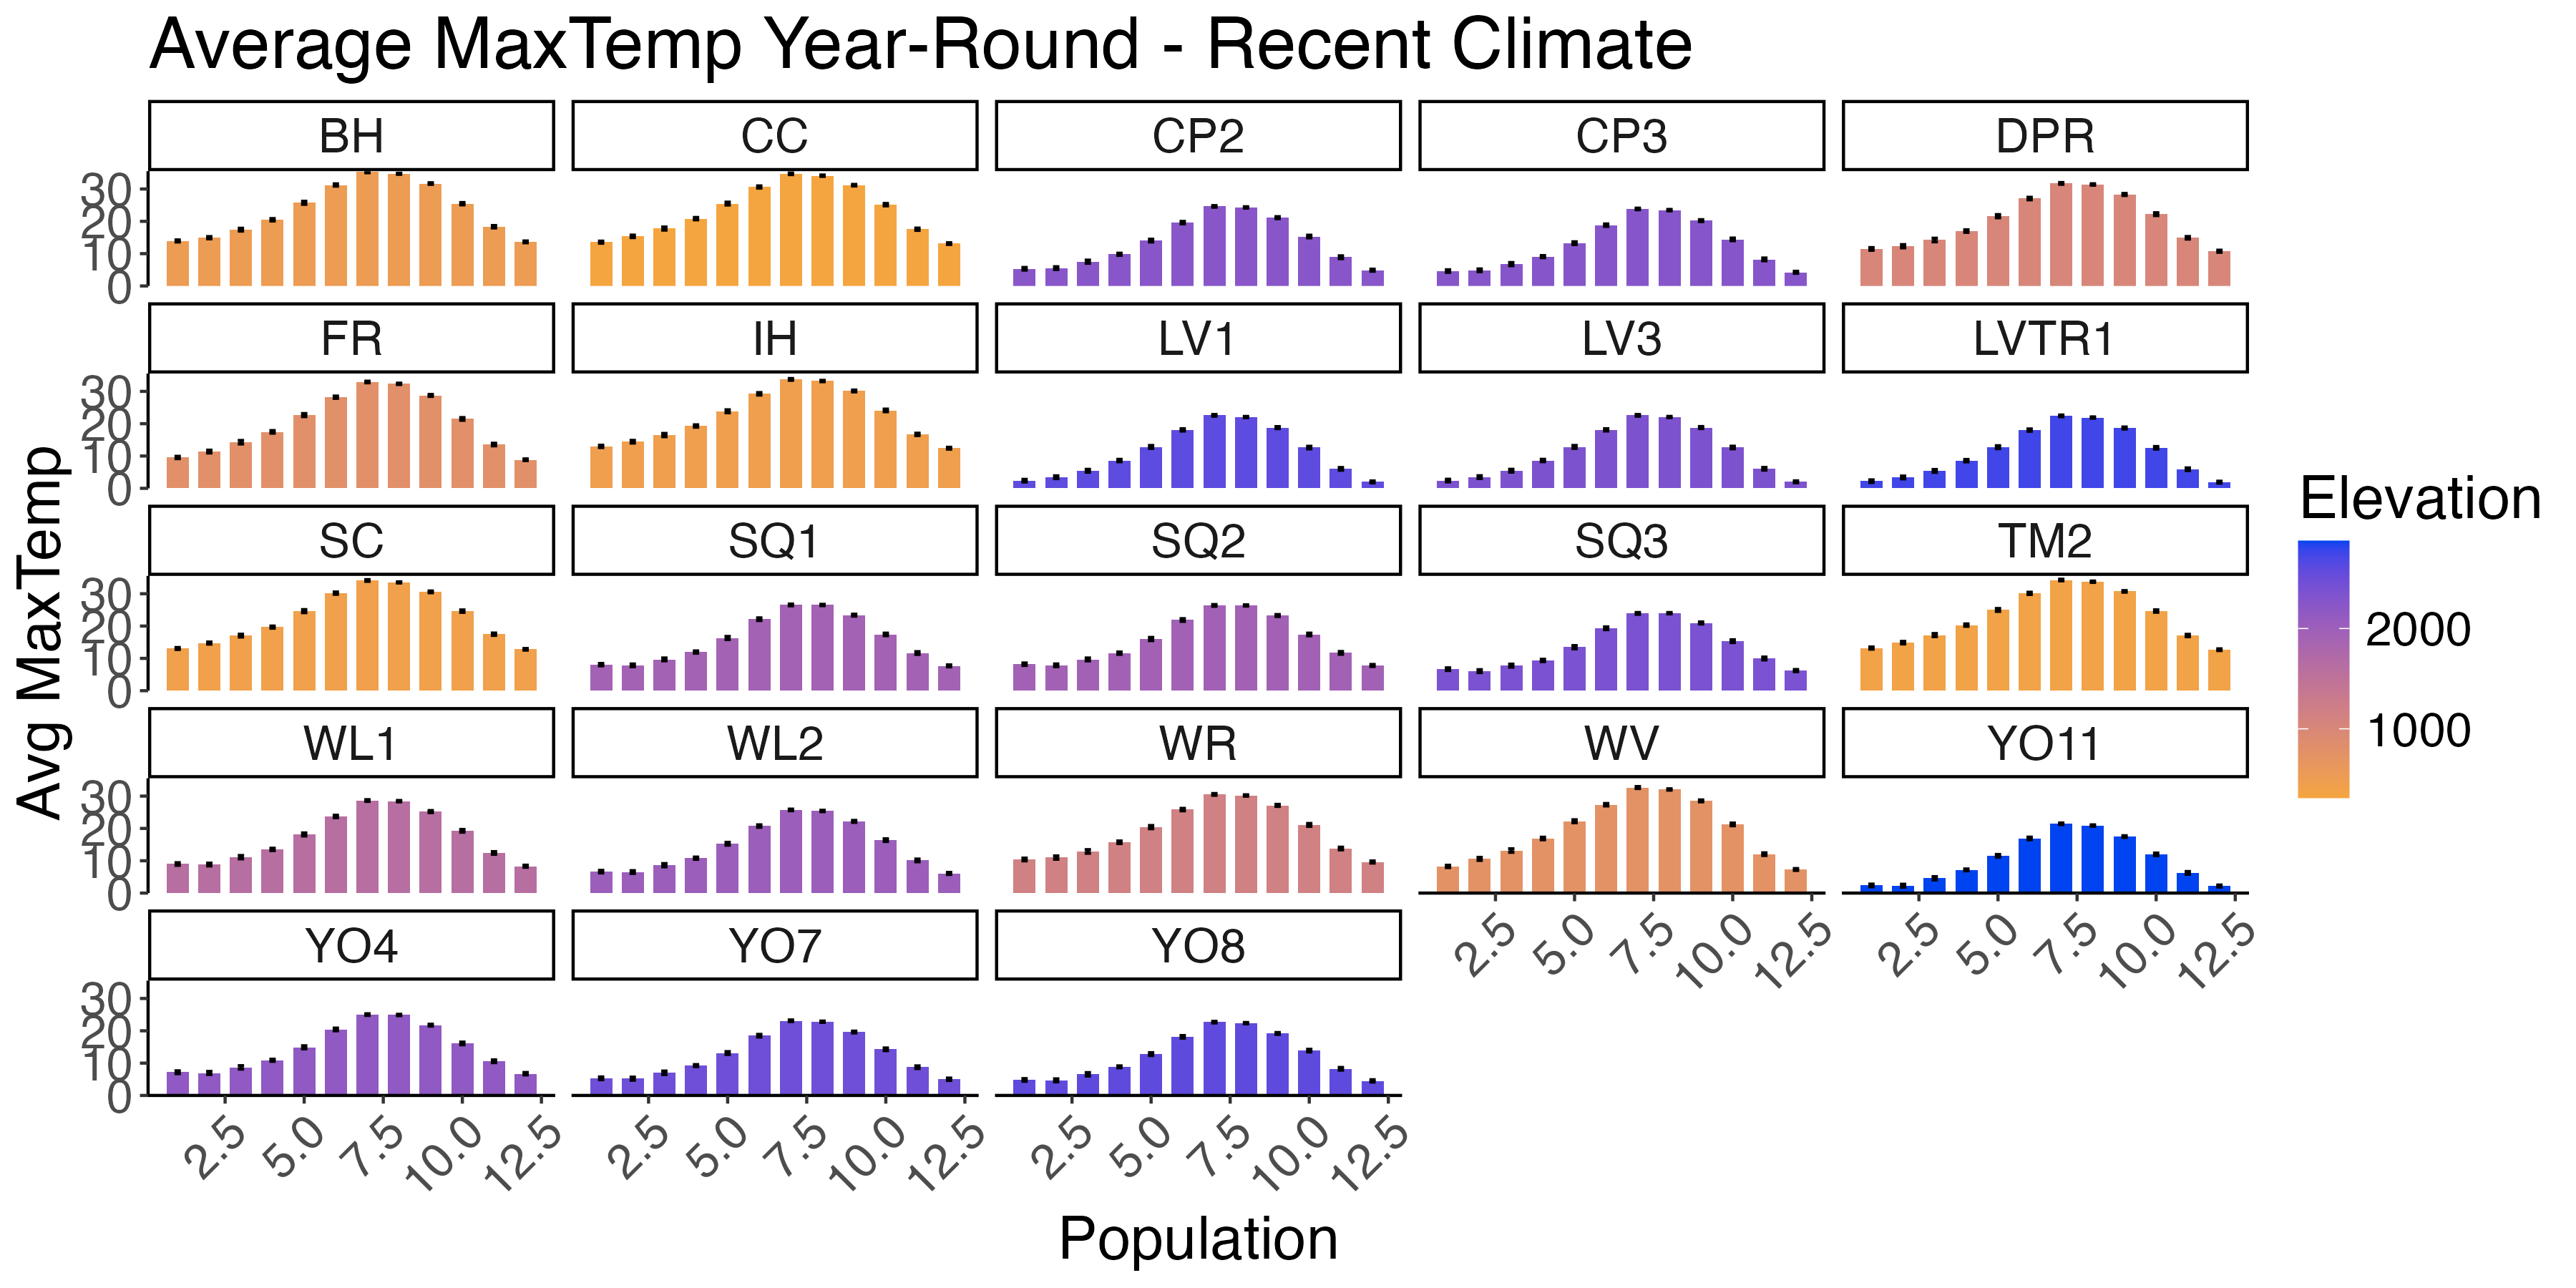 Average MaxTemp Year-Round - Recent Climate
BH CC CP2 CP3 DPR
30
20
10
0
FR IH LV1 LV3 LVTR1
30
20
10
0
SC SQ1 SQ2 SQ3 TM2
30
20
10
0
WL1 WL2 WR WV YO11
30
20
10
0
2.5 5.0 7.5 10.0 12.5 2.5 5.0 7.5 10.0 12.5
YO4 YO7 YO8
30
20
10
0
2.5 5.0 7.5 10.0 12.5 2.5 5.0 7.5 10.0 12.5 2.5 5.0 7.5 10.0 12.5
Avg MaxTemp
Population
Elevation
2000
1000